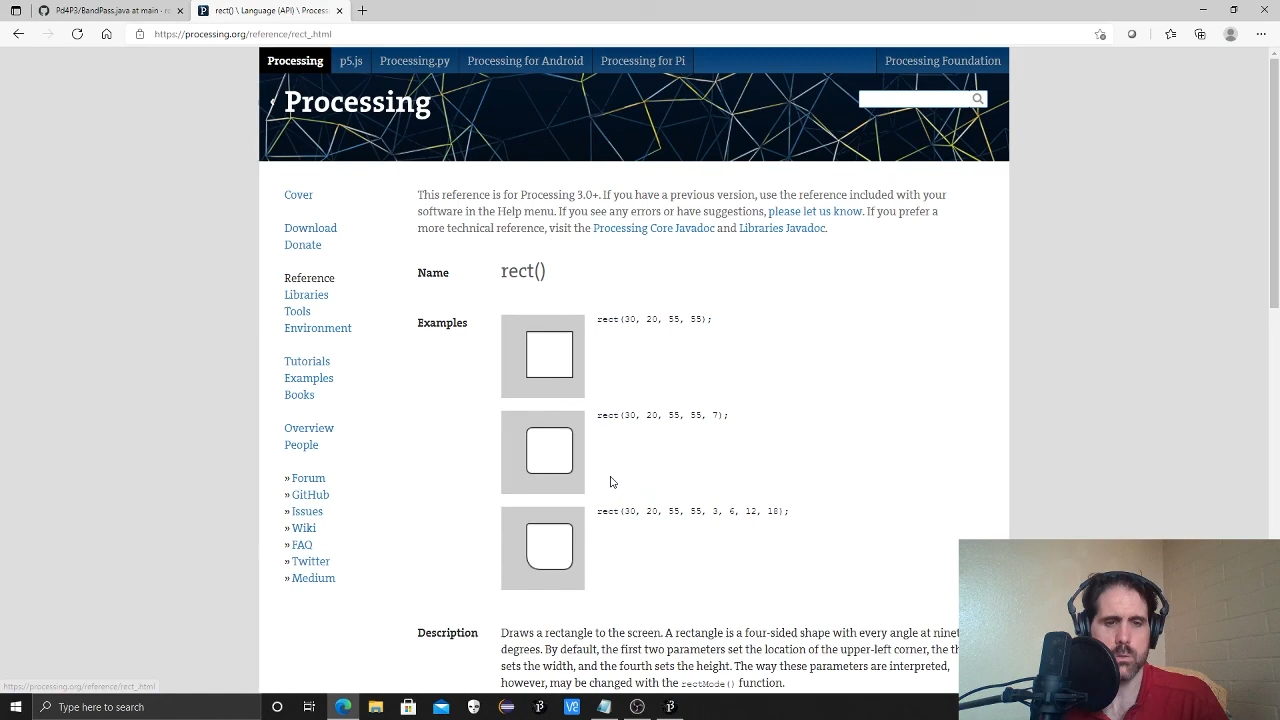 Pd4P3/BndPassjava at main · rc
rect() \ Language (API) \ Proces
https://processing.org/reference/rect_.html
Processing
p5.js
Processing.py
Processing for Android
Processing for Pi
Processing Foundation
Processing
Cover
Download
Donate
Reference
Libraries
Tools
Environment
Tutorials
Examples
Books
Overview
People
» Forum
» GitHub
» Issues
» Wiki
» FAQ
» Twitter
» Medium
This reference is for Processing 3.0+. If you have a previous version, use the reference included with your
software in the Help menu. If you see any errors or have suggestions, please let us know. If you prefer a
more technical reference, visit the Processing Core Javadoc and Libraries Javadoc.
Name
rect()
Examples
rect(30, 20, 55, 55);
rect(30, 20, 55, 55, 7);
rect(30, 20, 55, 55, 3, 6, 12, 18);
Description
Draws a rectangle to the screen. A rectangle is a four-sided shape with every angle at ninet
degrees. By default, the first two parameters set the location of the upper-left corner, the th
sets the width, and the fourth sets the height. The way these parameters are interpreted,
however, may be changed with the rectMode() function.
https://processing.org/reference/rect_.html
Type here to search